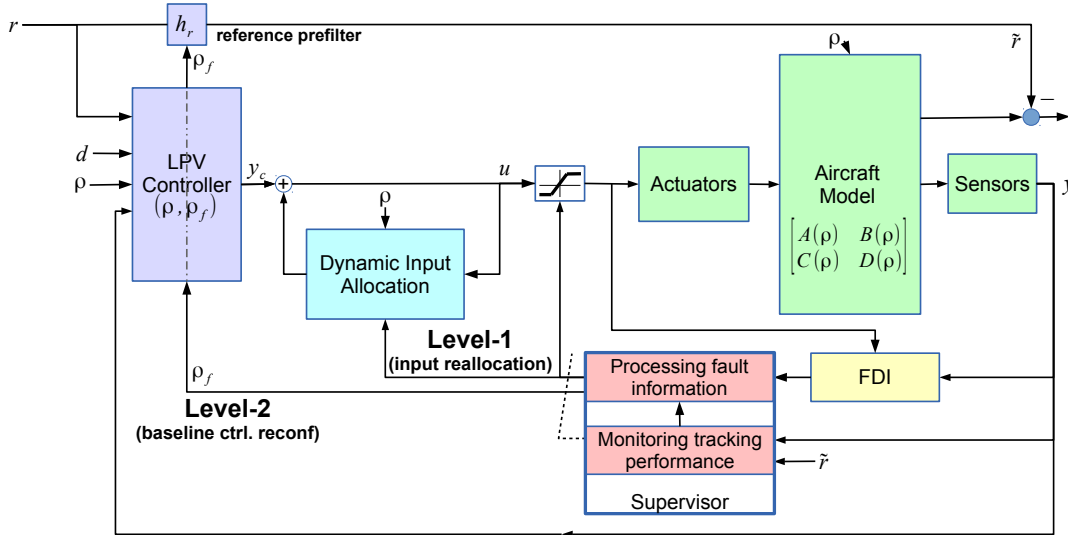 r
h_r
reference prefilter
ρ_f
ρ
r̃
−
d
ρ
LPV
Controller
(ρ, ρ_f)
y_c
+
u
ρ
Dynamic Input
Allocation
Actuators
Aircraft
Model
[A(ρ) B(ρ)]
[C(ρ) D(ρ)]
Sensors
y
Level-1
(input reallocation)
ρ_f
Level-2
(baseline ctrl. reconf)
Processing fault
information
FDI
Monitoring tracking
performance
r̃
Supervisor